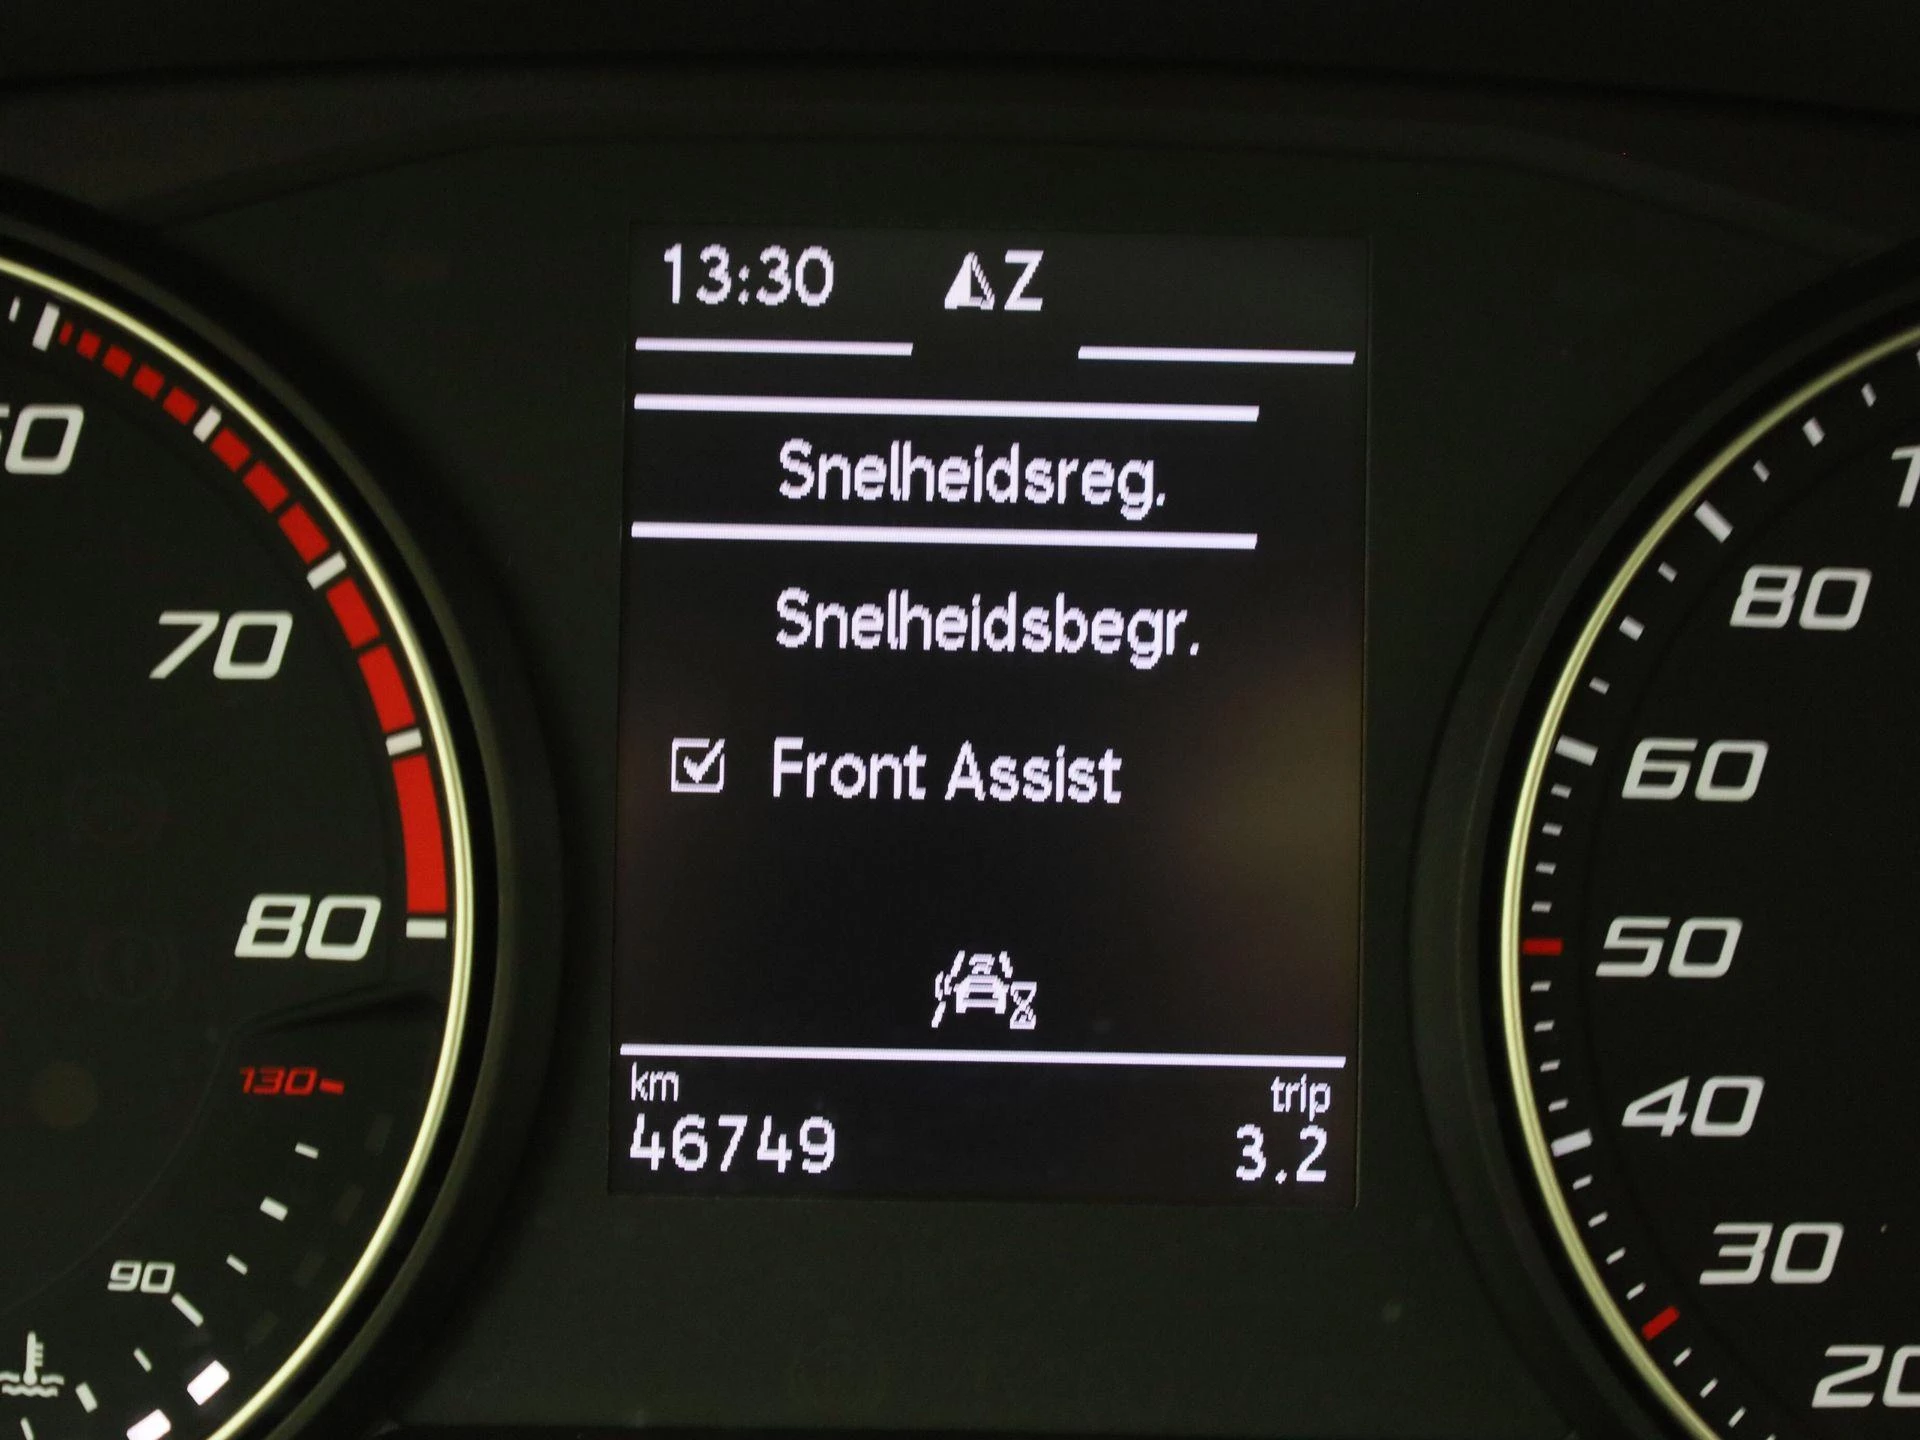 13:30 Z
Snelheidsreg.
Snelheidsbegr.
Front Assist
km trip
46749 3.2
70
80
130
90
80
60
50
40
30
20